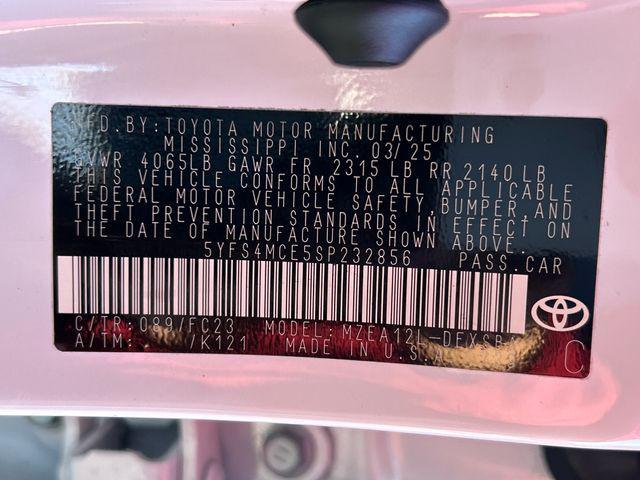 MFD.BY:TOYOTA MOTOR MANUFACTURING
MISSISSIPPI INC. 03/25
GVWR 4065LB GAWR FR 2315 LB RR 2140 LB
THIS VEHICLE CONFORMS TO ALL APPLICABLE
FEDERAL MOTOR VEHICLE SAFETY, BUMPER, AND
THEFT PREVENTION STANDARDS IN EFFECT ON
THE DATE OF MANUFACTURE SHOWN ABOVE.
5YFS4MCE5SP232856 PASS.CAR
C/TR:089/FC23 MODEL:MZEA12L-
A/TM: /K121 MADE IN U.S.A.
C